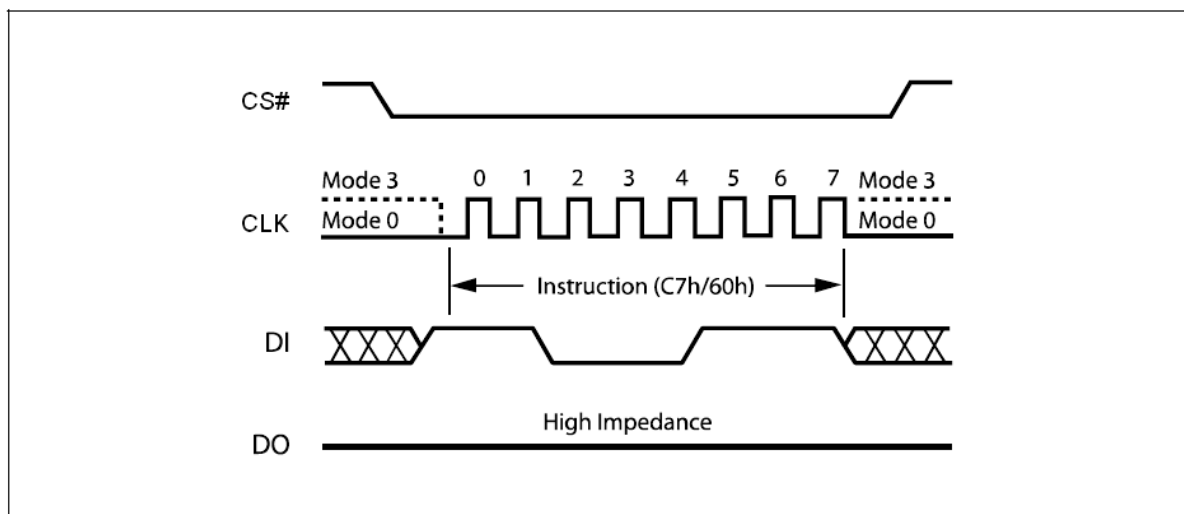 CS#
Mode 3 0 1 2 3 4 5 6 7 Mode 3
CLK Mode 0 Mode 0
Instruction (C7h/60h)
DI
High Impedance
DO